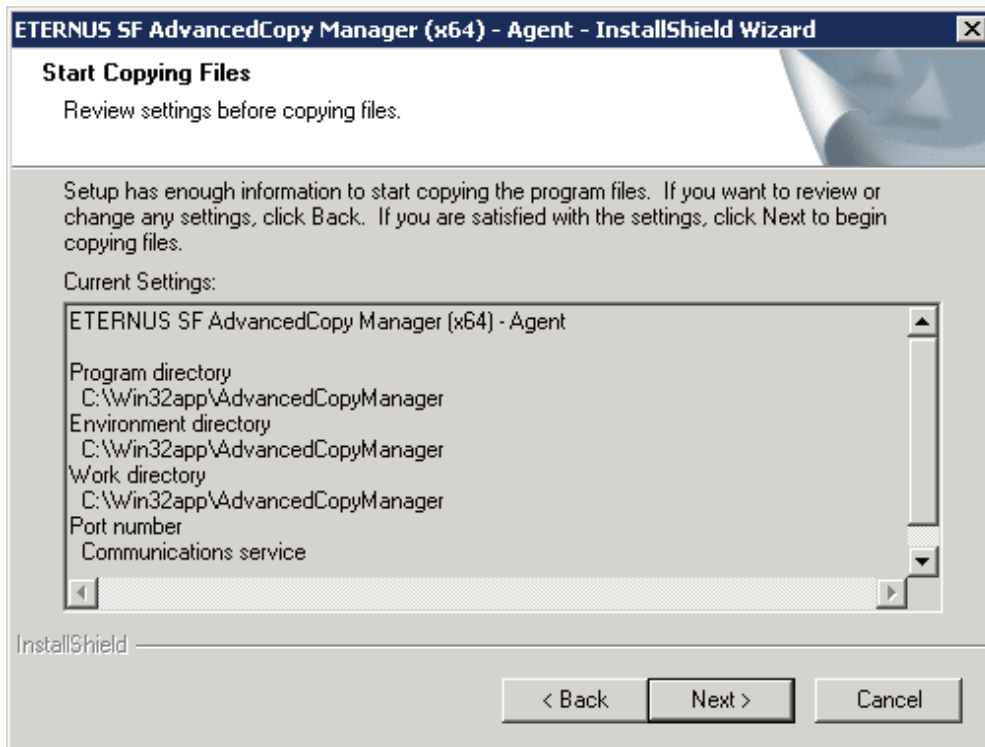 ETERNUS SF AdvancedCopy Manager (x64) - Agent - InstallShield Wizard
Start Copying Files
Review settings before copying files.
Setup has enough information to start copying the program files.  If you want to review or
change any settings, click Back.  If you are satisfied with the settings, click Next to begin
copying files.
Current Settings:
ETERNUS SF AdvancedCopy Manager (x64) - Agent
Program directory
C:\Win32app\AdvancedCopyManager
Environment directory
C:\Win32app\AdvancedCopyManager
Work directory
C:\Win32app\AdvancedCopyManager
Port number
Communications service
InstallShield
< Back
Next >
Cancel